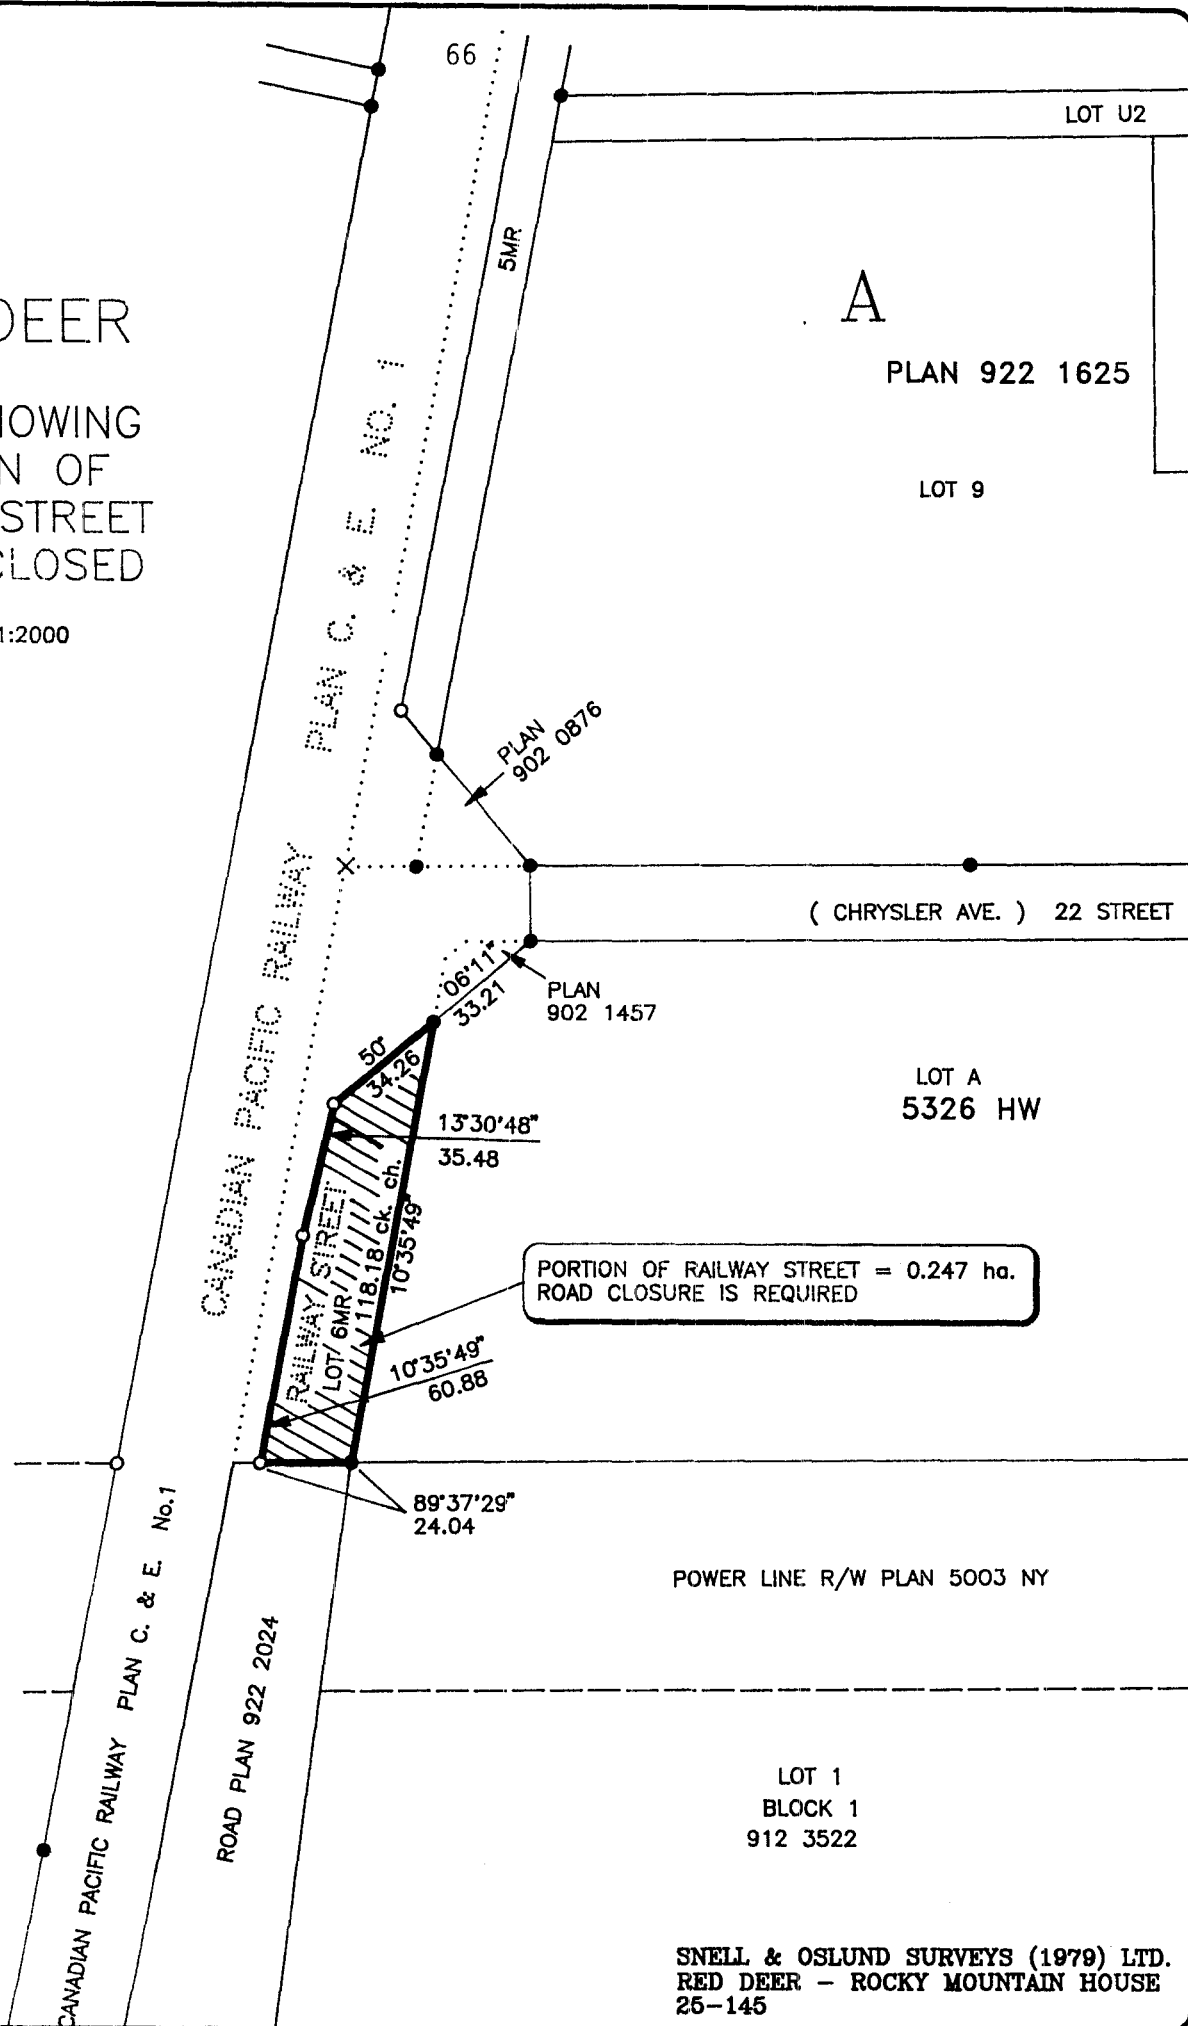 66
LOT U2
5MR
DEER
A
PLAN 922 1625
HOWING
N OF
STREET
CLOSED
LOT 9
1:2000
PLAN C. & E. NO. 1
PLAN
902 0876
CANADIAN PACIFIC RAILWAY
( CHRYSLER AVE. ) 22 STREET
06'11"
33.21
PLAN
902 1457
50°
34.26
LOT A
5326 HW
13°30'48"
35.48
RAILWAY STREET
LOT 6MR
118.18 ck. ch.
10°35'49"
PORTION OF RAILWAY STREET = 0.247 ha.
ROAD CLOSURE IS REQUIRED
10°35'49"
60.88
89°37'29"
24.04
CANADIAN PACIFIC RAILWAY PLAN C. & E. No.1
POWER LINE R/W PLAN 5003 NY
ROAD PLAN 922 2024
LOT 1
BLOCK 1
912 3522
SNELL & OSLUND SURVEYS (1979) LTD.
RED DEER – ROCKY MOUNTAIN HOUSE
25–145